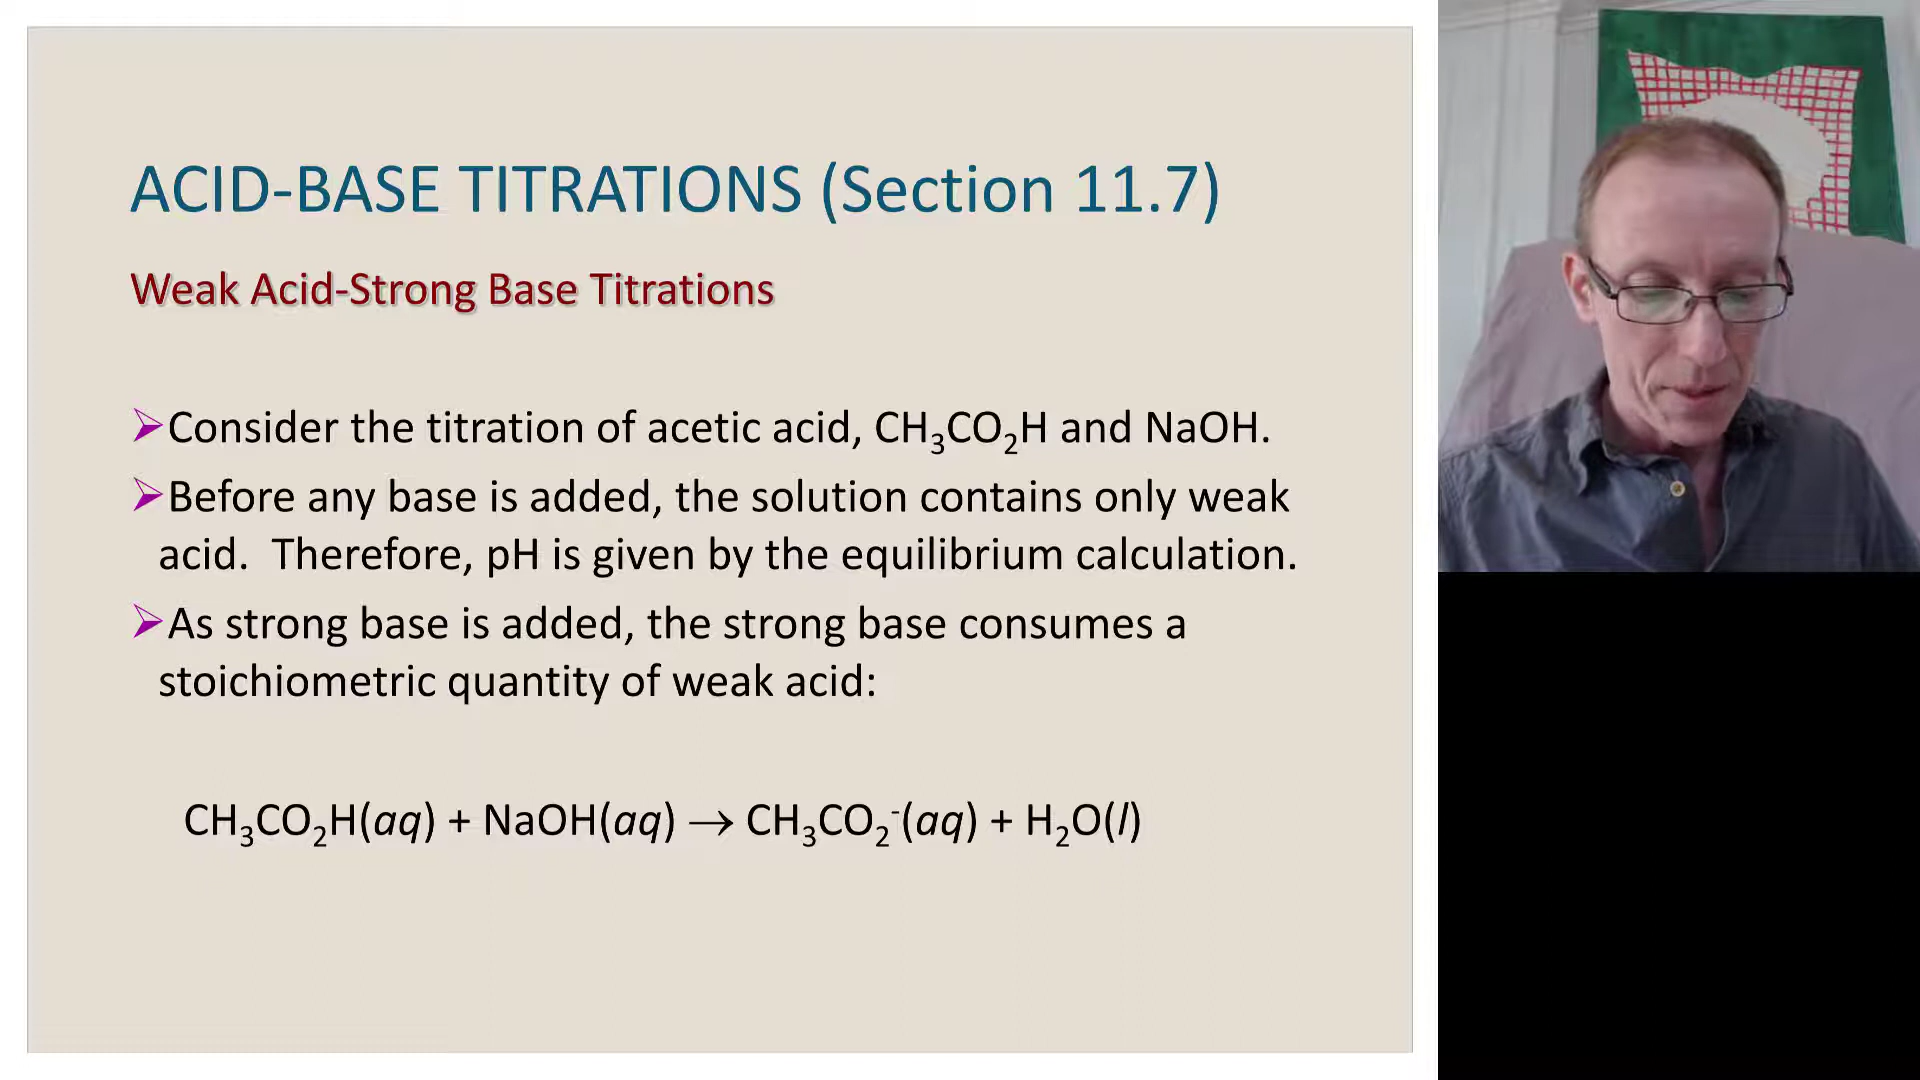 ACID-BASE TITRATIONS (Section 11.7)
Weak Acid-Strong Base Titrations
➢Consider the titration of acetic acid, CH₃CO₂H and NaOH.
➢Before any base is added, the solution contains only weak
acid.  Therefore, pH is given by the equilibrium calculation.
➢As strong base is added, the strong base consumes a
stoichiometric quantity of weak acid:
CH₃CO₂H(aq) + NaOH(aq) → CH₃CO₂⁻(aq) + H₂O(l)